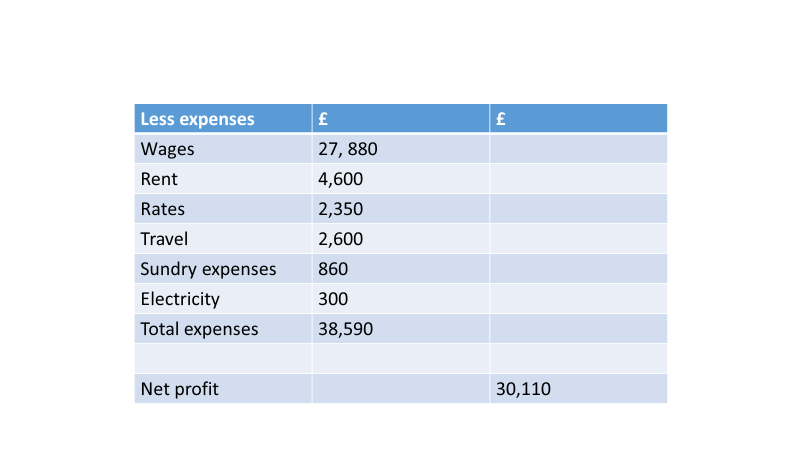 Less expenses £ £
Wages 27, 880
Rent 4,600
Rates 2,350
Travel 2,600
Sundry expenses 860
Electricity 300
Total expenses 38,590
Net profit 30,110